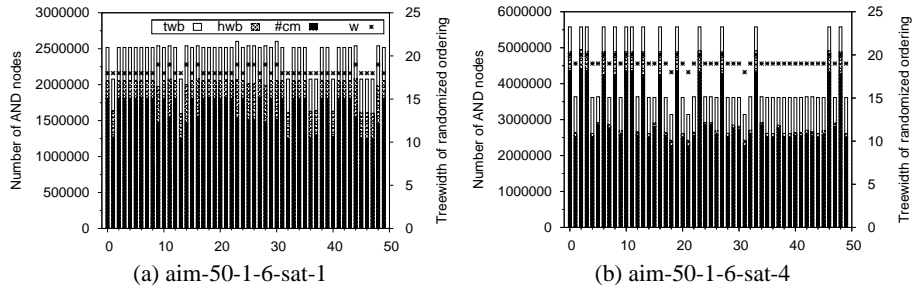 twb hwb #cm w
Number of AND nodes
3000000
2500000
2000000
1500000
1000000
500000
0
25
20
15
10
5
0
Treewidth of randomized ordering
0 10 20 30 40 50
(a) aim-50-1-6-sat-1
Number of AND nodes
6000000
5000000
4000000
3000000
2000000
1000000
0
25
20
15
10
5
0
Treewidth of randomized ordering
0 10 20 30 40 50
(b) aim-50-1-6-sat-4